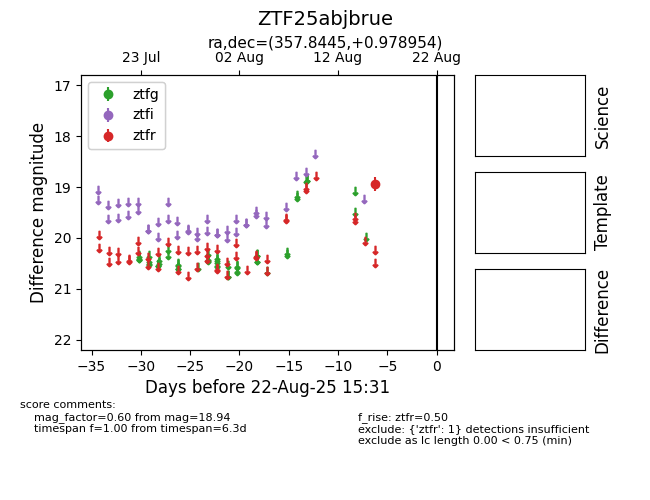 ZTF25abjbrue
ra,dec=(357.8445,+0.978954)
23 Jul 02 Aug 12 Aug 22 Aug
ztfg
ztfi
ztfr
17
18
19
20
21
22
Difference magnitude
−35 −30 −25 −20 −15 −10 −5 0
Days before 22-Aug-25 15:31
Science
Template
Difference
score comments:
mag_factor=0.60 from mag=18.94
timespan f=1.00 from timespan=6.3d
f_rise: ztfr=0.50
exclude: {'ztfr': 1} detections insufficient
exclude as lc length 0.00 < 0.75 (min)